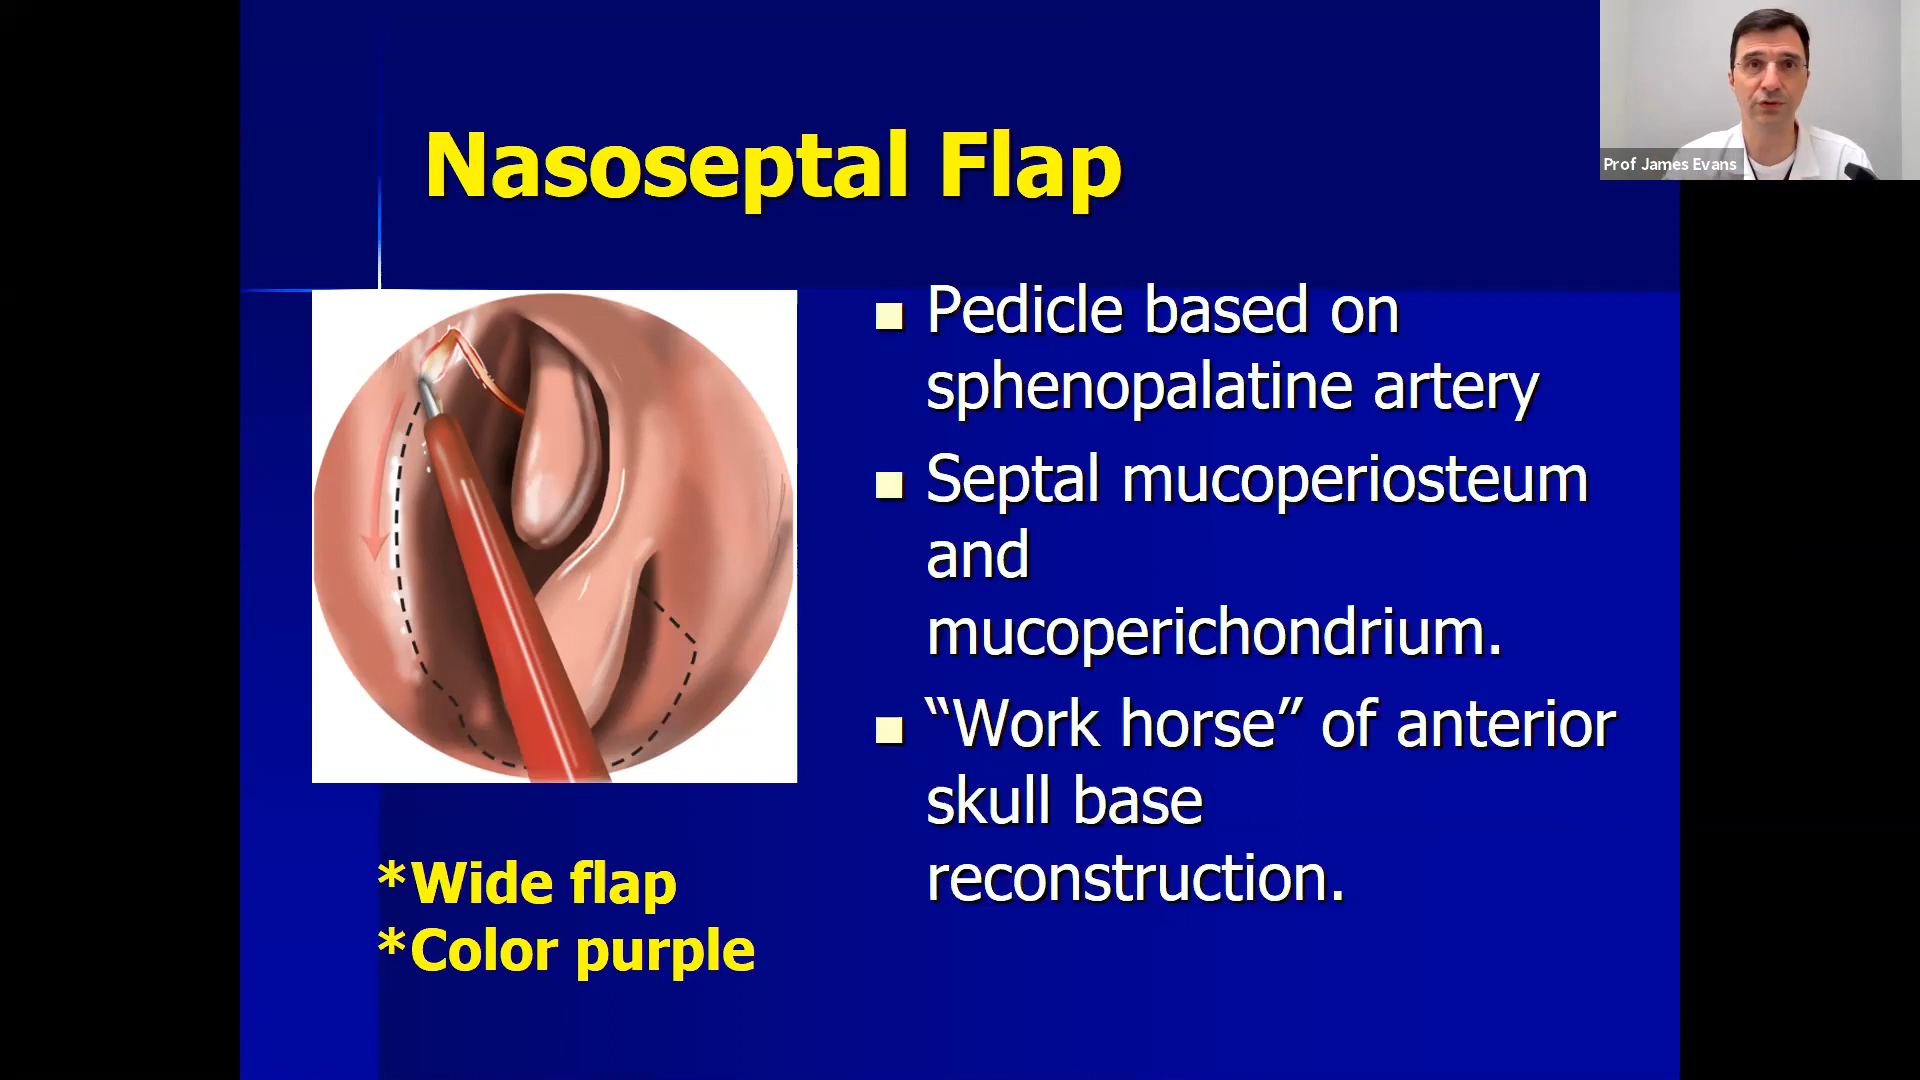 Nasoseptal Flap
Prof James Evans
Pedicle based on
sphenopalatine artery
Septal mucoperiosteum
and
mucoperichondrium.
“Work horse” of anterior
skull base
reconstruction.
*Wide flap
*Color purple